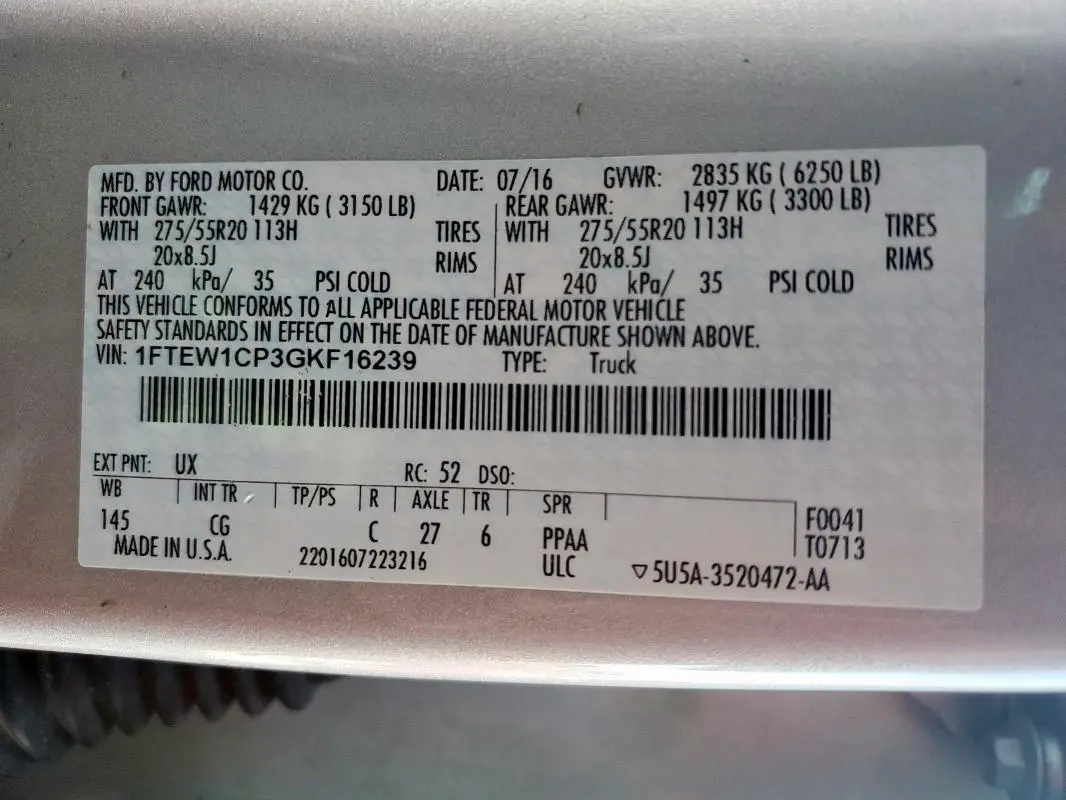 MFD. BY FORD MOTOR CO. DATE: 07/16 GVWR: 2835 KG ( 6250 LB)
FRONT GAWR: 1429 KG ( 3150 LB) REAR GAWR: 1497 KG ( 3300 LB)
WITH 275/55R20 113H TIRES WITH 275/55R20 113H TIRES
20x8.5J RIMS 20x8.5J RIMS
AT 240 kPa/ 35 PSI COLD AT 240 kPa/ 35 PSI COLD
THIS VEHICLE CONFORMS TO ALL APPLICABLE FEDERAL MOTOR VEHICLE
SAFETY STANDARDS IN EFFECT ON THE DATE OF MANUFACTURE SHOWN ABOVE.
VIN: 1FTEW1CP3GKF16239 TYPE: Truck
EXT PNT: UX RC: 52 DSO:
WB INT TR TP/PS R AXLE TR SPR
145 CG C 27 6 PPAA F0041
MADE IN U.S.A. 2201607223216 ULC T0713
▽5U5A-3520472-AA